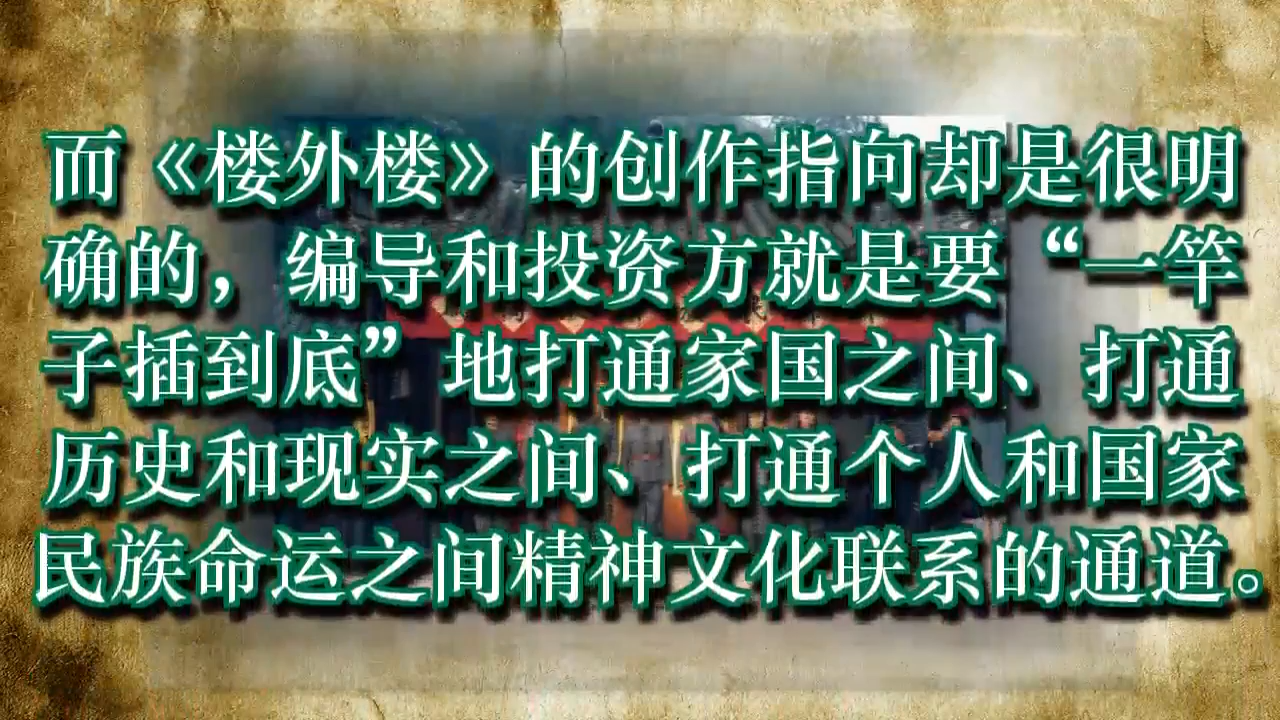 而《楼外楼》的创作指向却是很明
确的，编导和投资方就是要“一竿
子插到底”地打通家国之间、打通
历史和现实之间、打通个人和国家
民族命运之间精神文化联系的通道。